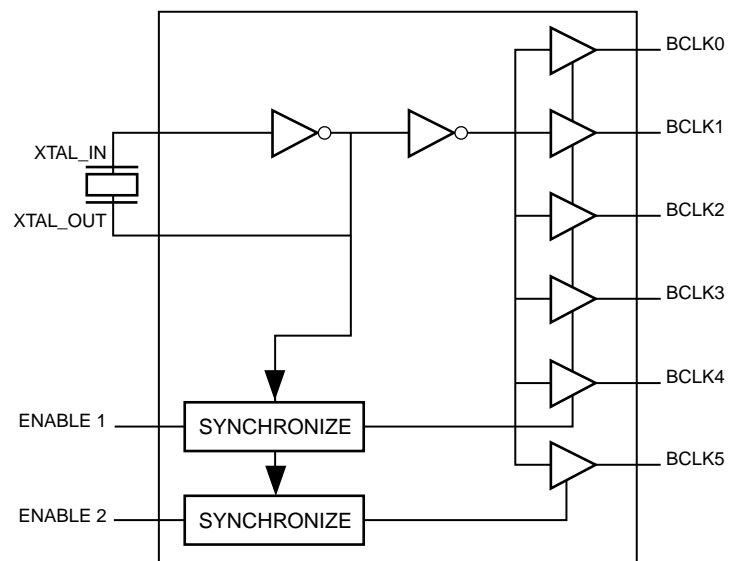 BCLK0
BCLK1
XTAL_IN
XTAL_OUT
BCLK2
BCLK3
BCLK4
ENABLE 1
SYNCHRONIZE
BCLK5
ENABLE 2
SYNCHRONIZE